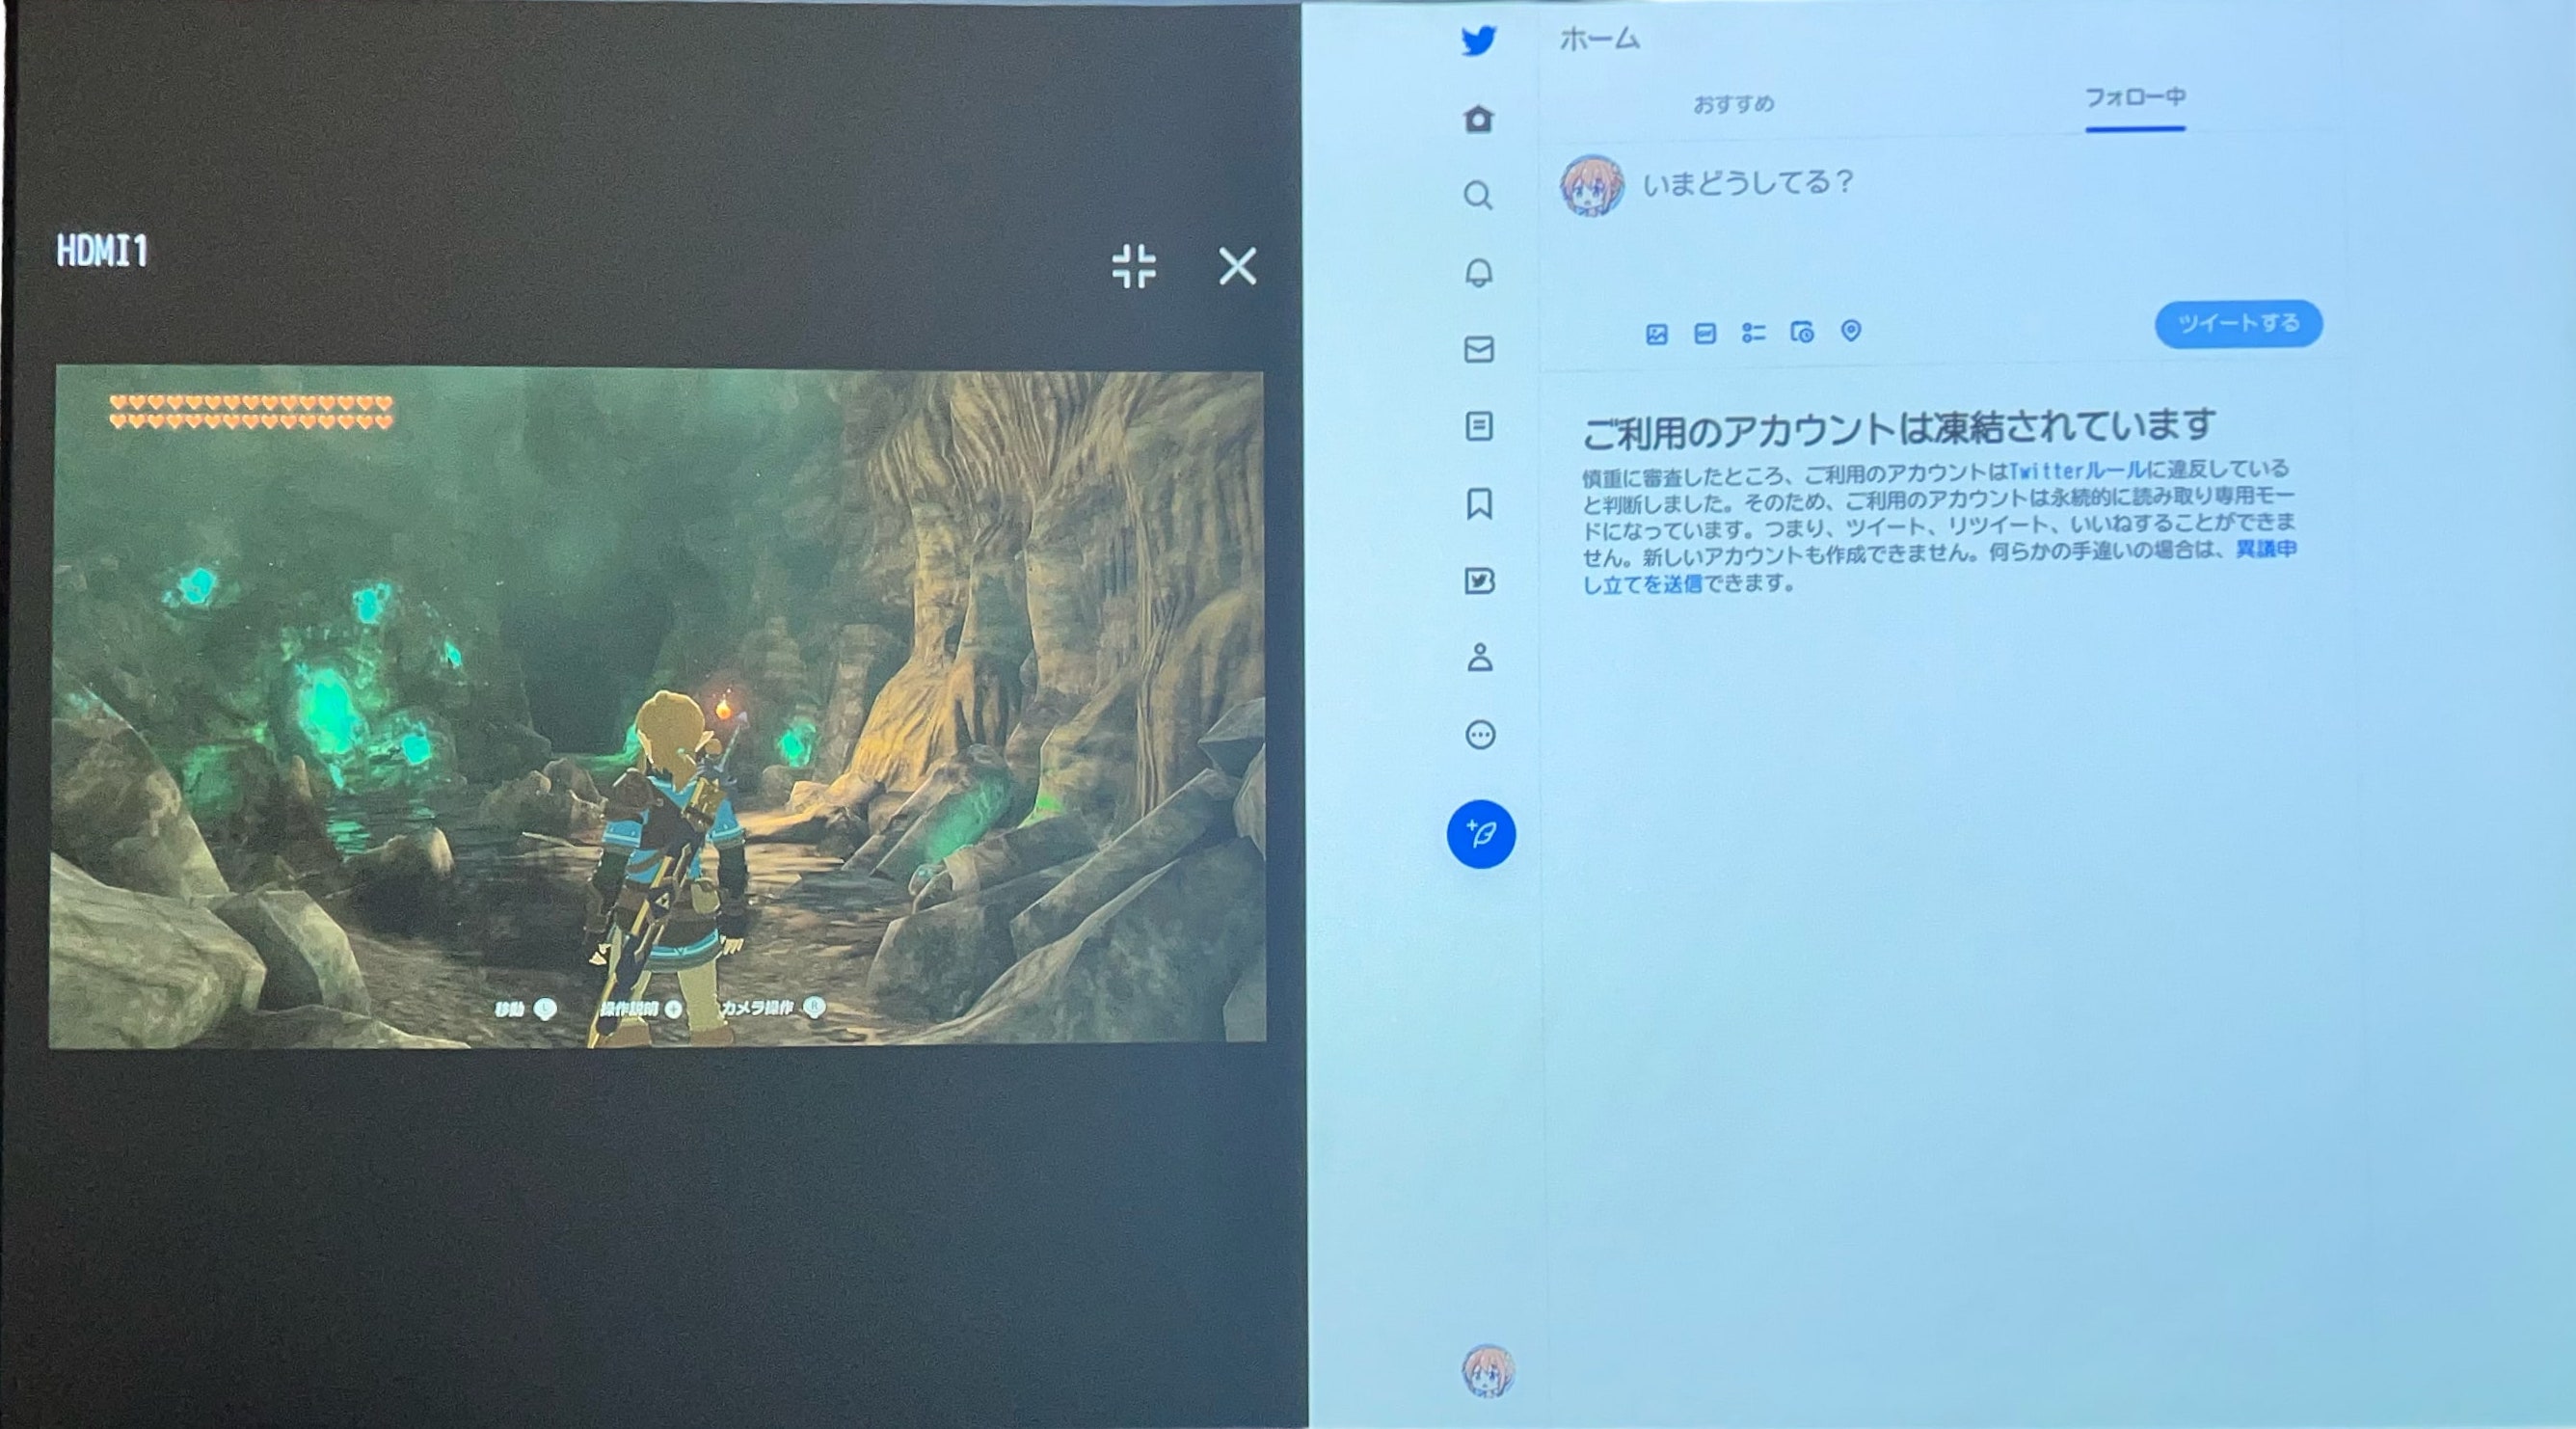 HDMI1
移動
操作説明
カメラ操作
ホーム
おすすめ
フォロー中
いまどうしてる？
ツイートする
ご利用のアカウントは凍結されています
慎重に審査したところ、ご利用のアカウントはTwitterルールに違反している
と判断しました。そのため、ご利用のアカウントは永続的に読み取り専用モー
ドになっています。つまり、ツイート、リツイート、いいねすることができま
せん。新しいアカウントも作成できません。何らかの手違いの場合は、異議申
し立てを送信できます。